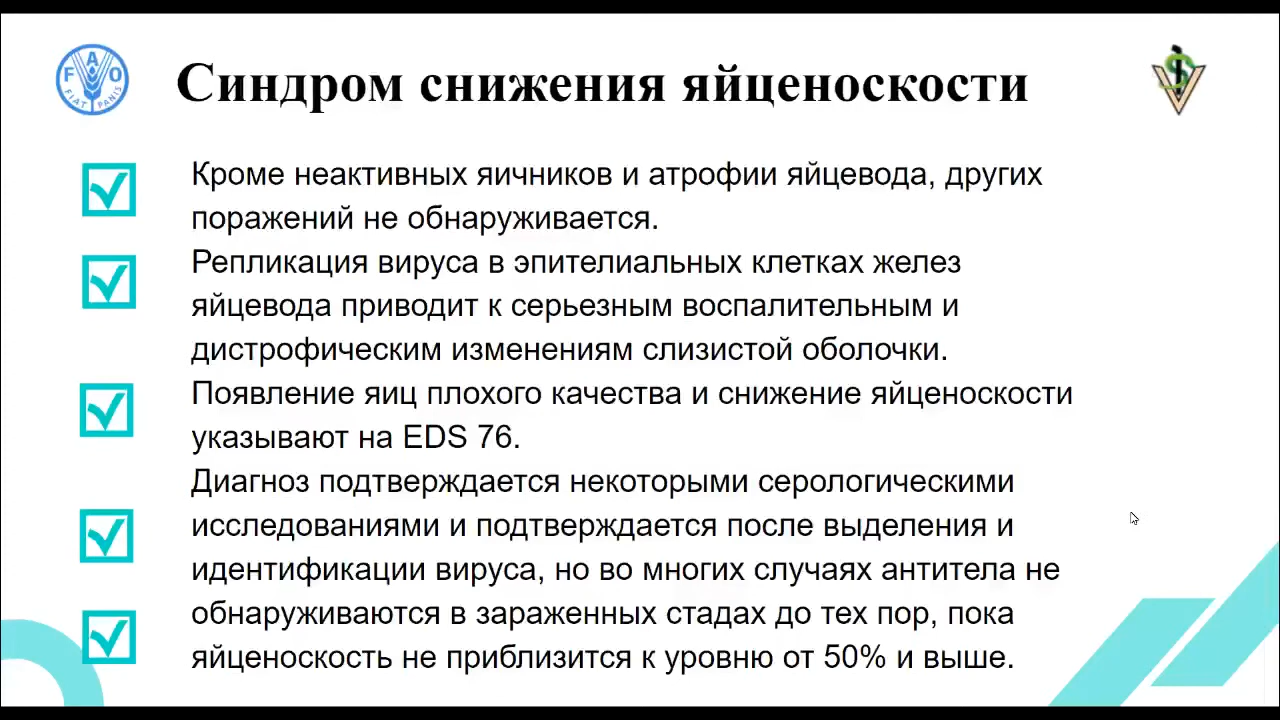 FAO
FIAT PANIS
Синдром снижения яйценоскости
Кроме неактивных яичников и атрофии яйцевода, других
поражений не обнаруживается.
Репликация вируса в эпителиальных клетках желез
яйцевода приводит к серьезным воспалительным и
дистрофическим изменениям слизистой оболочки.
Появление яиц плохого качества и снижение яйценоскости
указывают на EDS 76.
Диагноз подтверждается некоторыми серологическими
исследованиями и подтверждается после выделения и
идентификации вируса, но во многих случаях антитела не
обнаруживаются в зараженных стадах до тех пор, пока
яйценоскость не приблизится к уровню от 50% и выше.